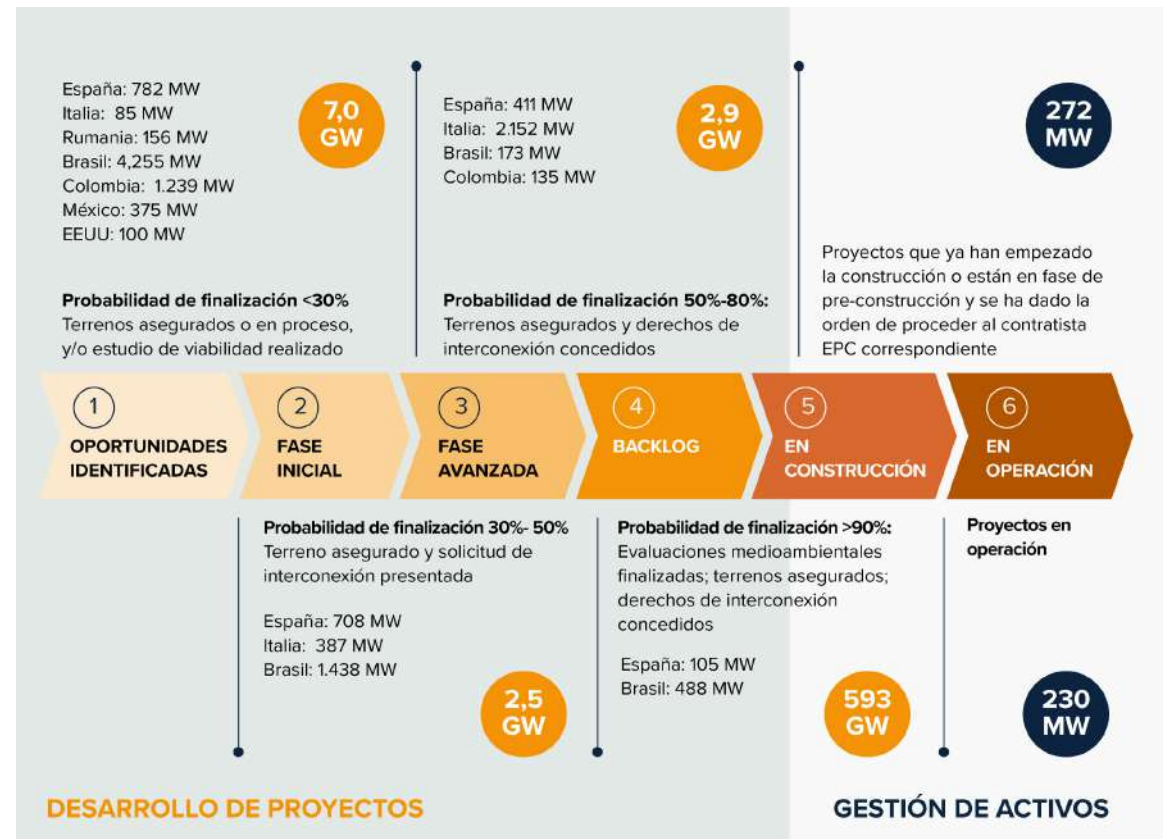 España: 782 MW
Italia: 85 MW
Rumania: 156 MW
Brasil: 4,255 MW
Colombia: 1.239 MW
México: 375 MW
EEUU: 100 MW
7,0
GW
Probabilidad de finalización <30%
Terrenos asegurados o en proceso,
y/o estudio de viabilidad realizado
España: 411 MW
Italia: 2.152 MW
Brasil: 173 MW
Colombia: 135 MW
2,9
GW
Probabilidad de finalización 50%-80%:
Terrenos asegurados y derechos de
interconexión concedidos
272
MW
Proyectos que ya han empezado
la construcción o están en fase de
pre-construcción y se ha dado la
orden de proceder al contratista
EPC correspondiente
1
OPORTUNIDADES
IDENTIFICADAS
2
FASE
INICIAL
3
FASE
AVANZADA
4
BACKLOG
5
EN
CONSTRUCCIÓN
6
EN
OPERACIÓN
Probabilidad de finalización 30%- 50%
Terreno asegurado y solicitud de
interconexión presentada
España: 708 MW
Italia: 387 MW
Brasil: 1.438 MW
2,5
GW
Probabilidad de finalización >90%:
Evaluaciones medioambientales
finalizadas; terrenos asegurados;
derechos de interconexión
concedidos
España: 105 MW
Brasil: 488 MW
593
GW
Proyectos en
operación
230
MW
DESARROLLO DE PROYECTOS
GESTIÓN DE ACTIVOS